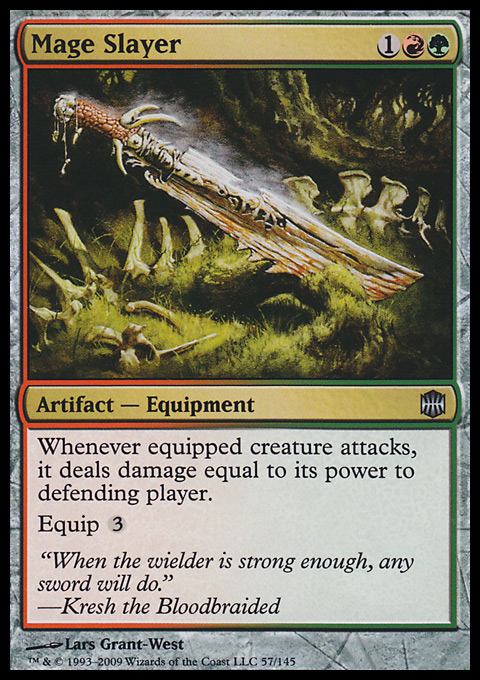 Mage Slayer 1
Artifact — Equipment
Whenever equipped creature attacks,
it deals damage equal to its power to
defending player.
Equip 3
“When the wielder is strong enough, any
sword will do.”
—Kresh the Bloodbraided
Lars Grant-West
™ & © 1993–2009 Wizards of the Coast LLC 57/145